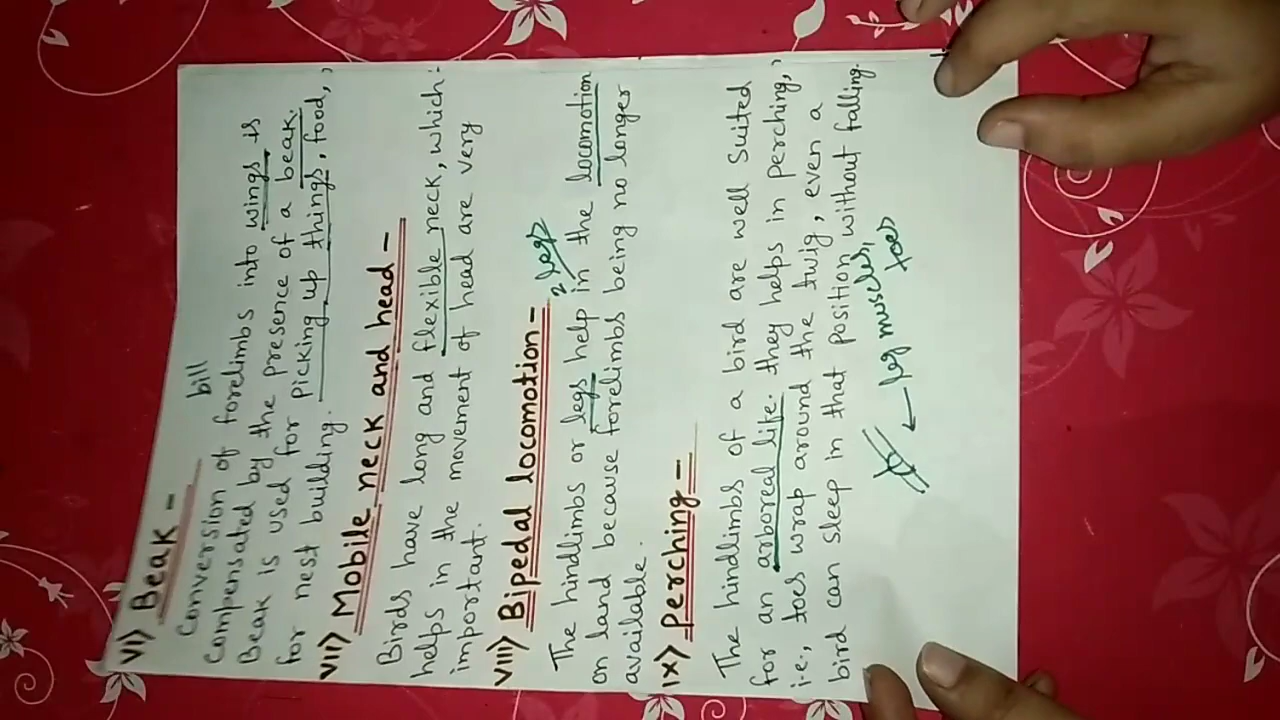 vi) Beak -
bill
Conversion of forelimbs into wings is
compensated by the presence of a beak.
Beak is used for picking up things, food,
for nest building.
vii) Mobile neck and head -
Birds have long and flexible neck, which
helps in the movement of head are very
important.
viii) Bipedal locomotion -
2 legs
The hindlimbs or legs help in the locomotion
on land because forelimbs being no longer
available.
ix) Perching -
The hindlimbs of a bird are well suited
for an arboreal life. they helps in perching,
i.e., toes wrap around the twig, even a
bird can sleep in that position without falling.
← leg muscles,
toes